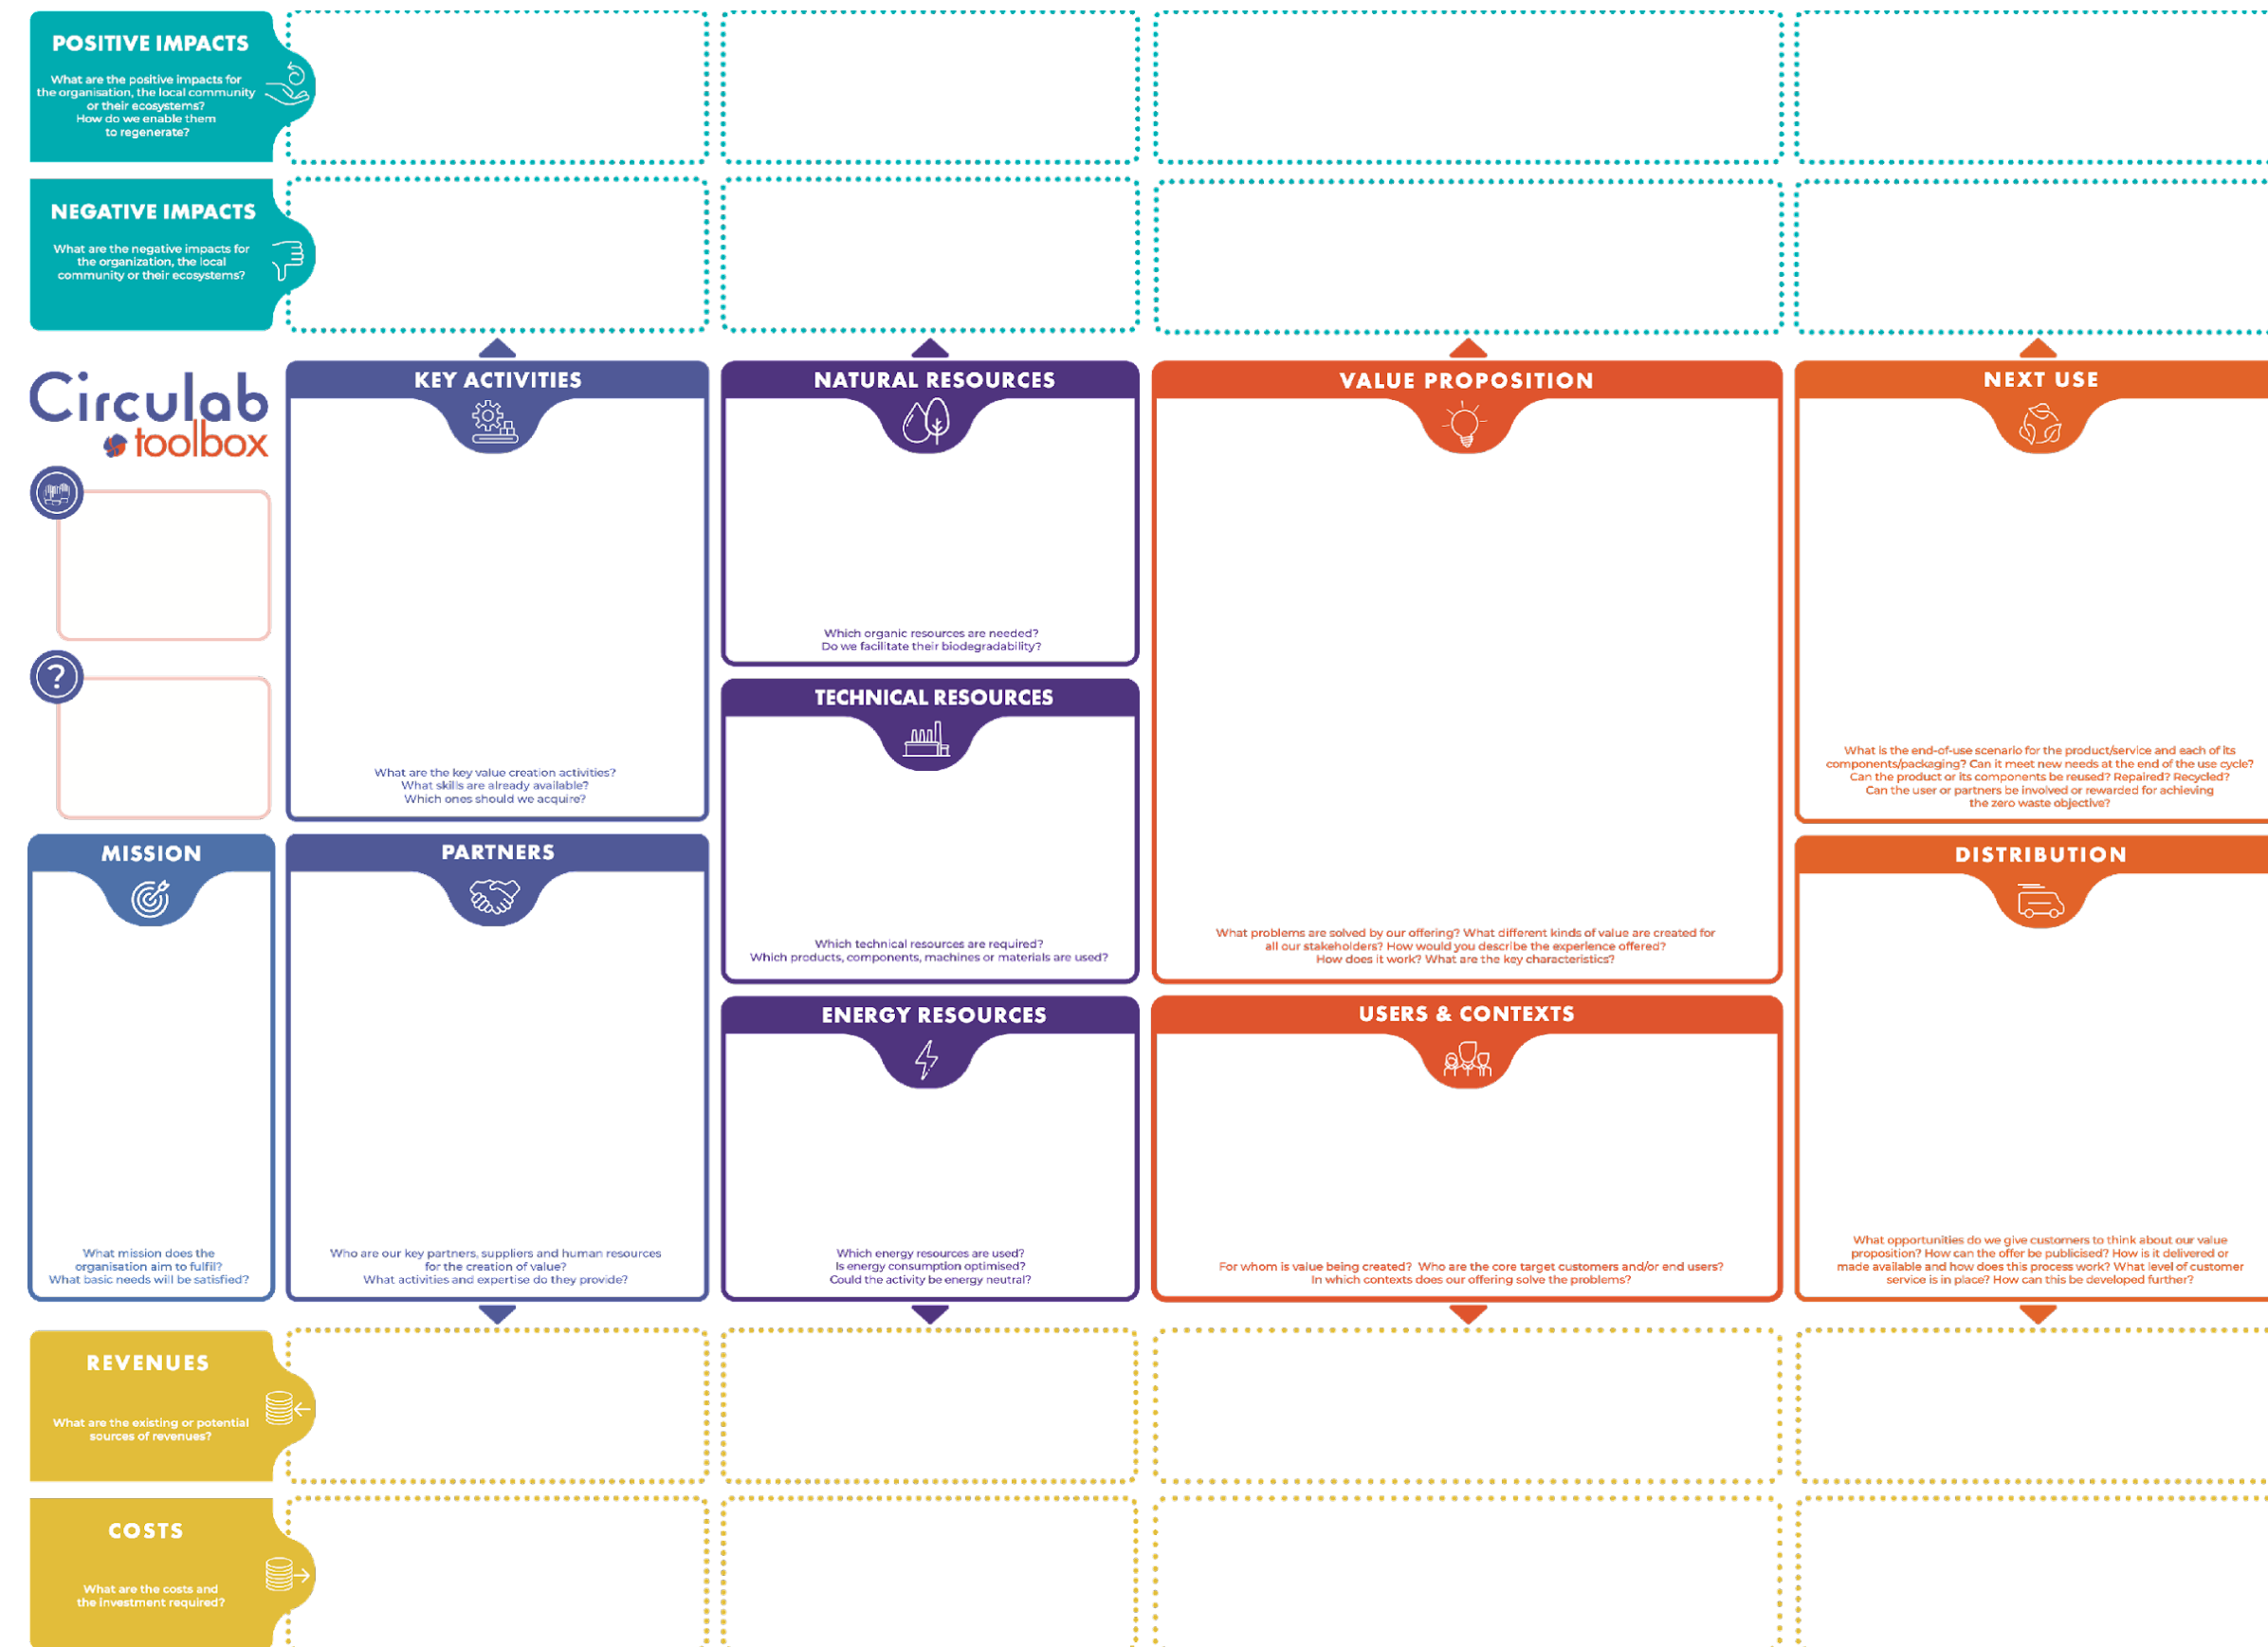 POSITIVE IMPACTS
What are the positive impacts for
the organisation, the local community
or their ecosystems?
How do we enable them
to regenerate?
NEGATIVE IMPACTS
What are the negative impacts for
the organization, the local
community or their ecosystems?
Circulab
toolbox
?
MISSION
What mission does the
organisation aim to fulfil?
What basic needs will be satisfied?
KEY ACTIVITIES
What are the key value creation activities?
What skills are already available?
Which ones should we acquire?
PARTNERS
Who are our key partners, suppliers and human resources
for the creation of value?
What activities and expertise do they provide?
NATURAL RESOURCES
Which organic resources are needed?
Do we facilitate their biodegradability?
TECHNICAL RESOURCES
Which technical resources are required?
Which products, components, machines or materials are used?
ENERGY RESOURCES
Which energy resources are used?
Is energy consumption optimised?
Could the activity be energy neutral?
VALUE PROPOSITION
What problems are solved by our offering? What different kinds of value are created for
all our stakeholders? How would you describe the experience offered?
How does it work? What are the key characteristics?
USERS & CONTEXTS
For whom is value being created? Who are the core target customers and/or end users?
In which contexts does our offering solve the problems?
NEXT USE
What is the end-of-use scenario for the product/service and each of its
components/packaging? Can it meet new needs at the end of the use cycle?
Can the product or its components be reused? Repaired? Recycled?
Can the user or partners be involved or rewarded for achieving
the zero waste objective?
DISTRIBUTION
What opportunities do we give customers to think about our value
proposition? How can the offer be publicised? How is it delivered or
made available and how does this process work? What level of customer
service is in place? How can this be developed further?
REVENUES
What are the existing or potential
sources of revenues?
COSTS
What are the costs and
the investment required?